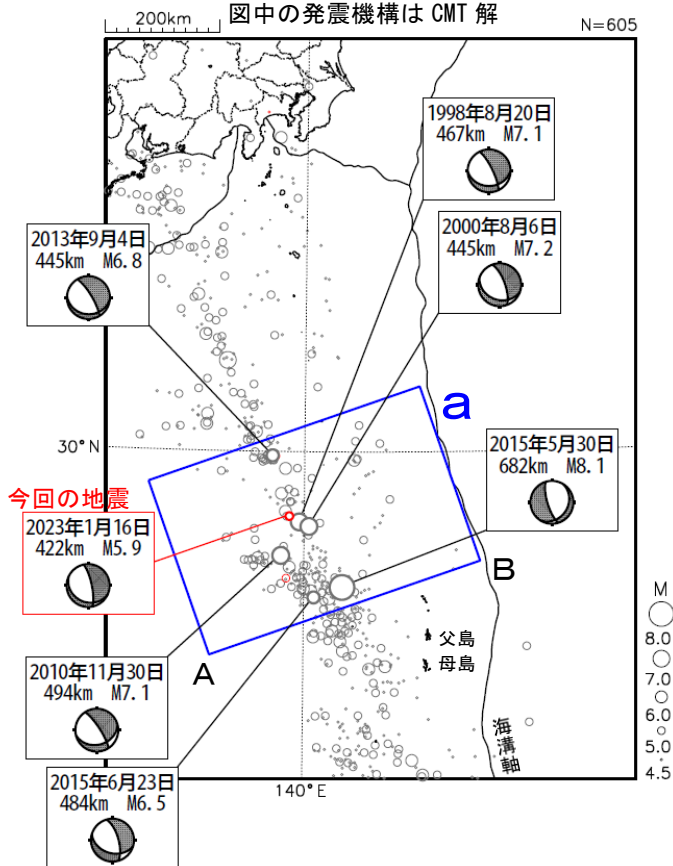 図中の発震機構は CMT 解
200km
N=605
1998年8月20日
467km M7.1
2000年8月6日
445km M7.2
2013年9月4日
445km M6.8
a
30°N
2015年5月30日
682km M8.1
今回の地震
2023年1月16日
422km M5.9
B
A
父島
母島
2010年11月30日
494km M7.1
2015年6月23日
484km M6.5
140°E
海溝軸
M
8.0
7.0
6.0
5.0
4.5